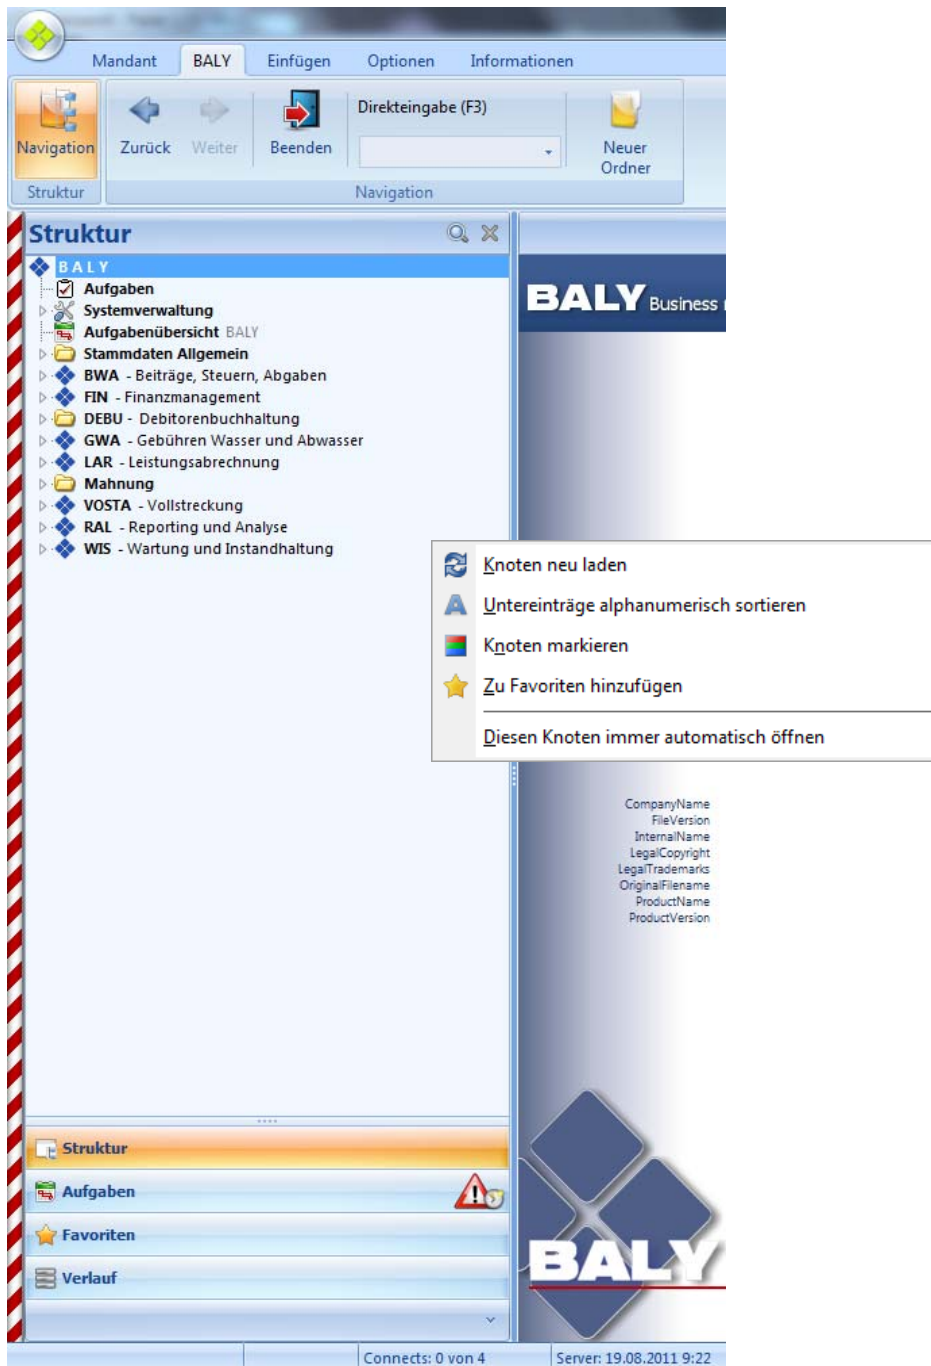 Mandant BALY Einfügen Optionen Informationen
Direkteingabe (F3)
Navigation Zurück Weiter Beenden Neuer
Ordner
Struktur Navigation
Struktur
BALY
Aufgaben
Systemverwaltung
Aufgabenübersicht BALY
Stammdaten Allgemein
BWA - Beiträge, Steuern, Abgaben
FIN - Finanzmanagement
DEBU - Debitorenbuchhaltung
GWA - Gebühren Wasser und Abwasser
LAR - Leistungsabrechnung
Mahnung
VOSTA - Vollstreckung
RAL - Reporting und Analyse
WIS - Wartung und Instandhaltung
BALY Business
Knoten neu laden
Untereinträge alphanumerisch sortieren
Knoten markieren
Zu Favoriten hinzufügen
Diesen Knoten immer automatisch öffnen
CompanyName
FileVersion
InternalName
LegalCopyright
LegalTrademarks
OriginalFilename
ProductName
ProductVersion
Struktur
Aufgaben
Favoriten
Verlauf
BALY
Connects: 0 von 4 Server: 19.08.2011 9:22